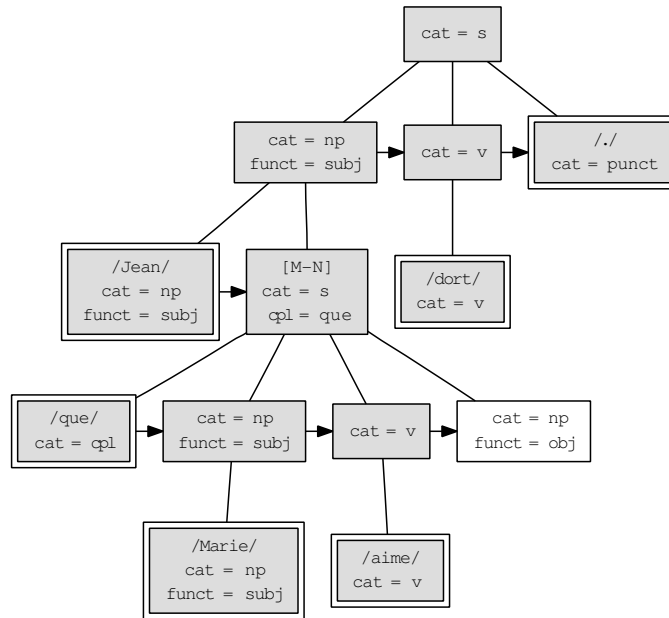 cat = s
cat = np
funct = subj
cat = v
/./
cat = punct
/Jean/
cat = np
funct = subj
[M-N]
cat = s
cpl = que
/dort/
cat = v
/que/
cat = cpl
cat = np
funct = subj
cat = v
cat = np
funct = obj
/Marie/
cat = np
funct = subj
/aime/
cat = v